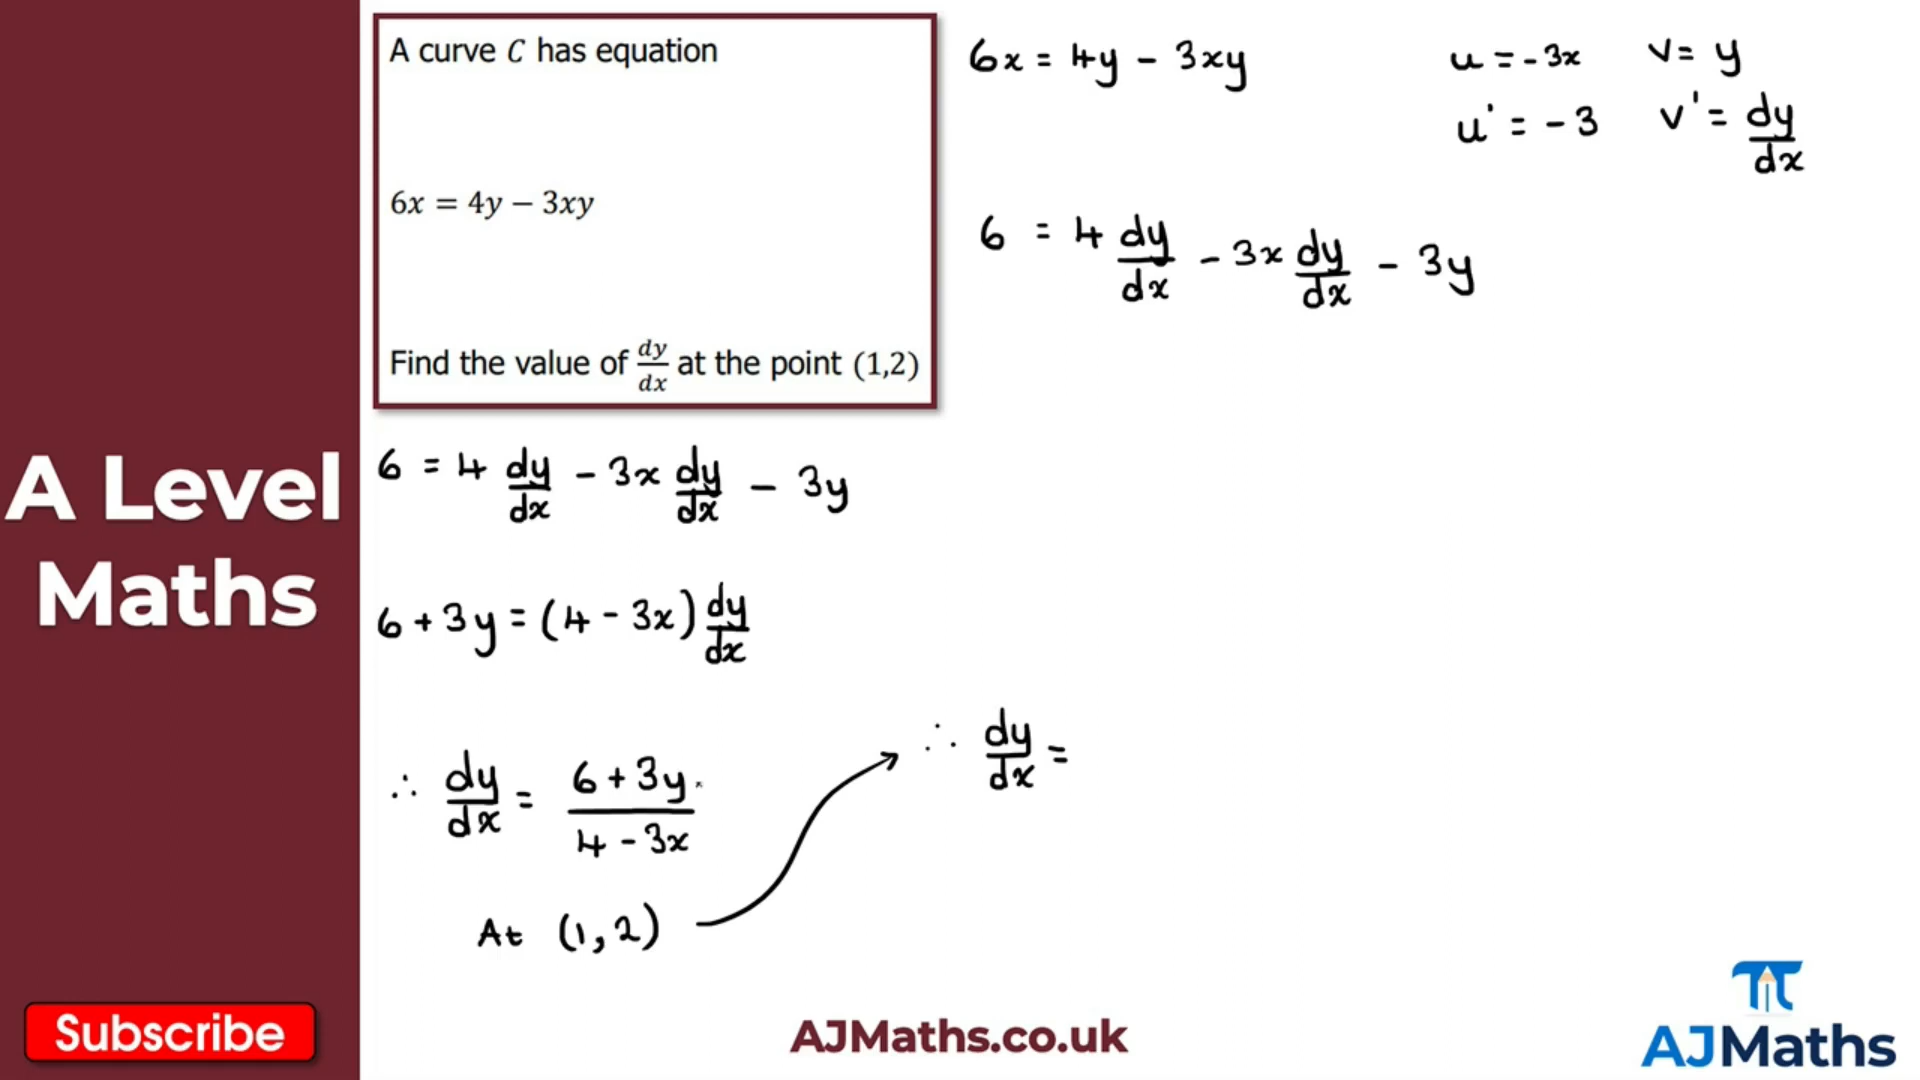 A curve C has equation
6x = 4y − 3xy
Find the value of dy/dx at the point (1,2)
6x = 4y - 3xy
u = -3x v = y
u' = -3 v' = dy/dx
6 = 4 dy/dx - 3x dy/dx - 3y
6 = 4 dy/dx - 3x dy/dx - 3y
6 + 3y = (4 - 3x) dy/dx
∴ dy/dx = 6 + 3y / 4 - 3x
At (1, 2)
∴ dy/dx =
A Level
Maths
Subscribe
AJMaths.co.uk
AJMaths